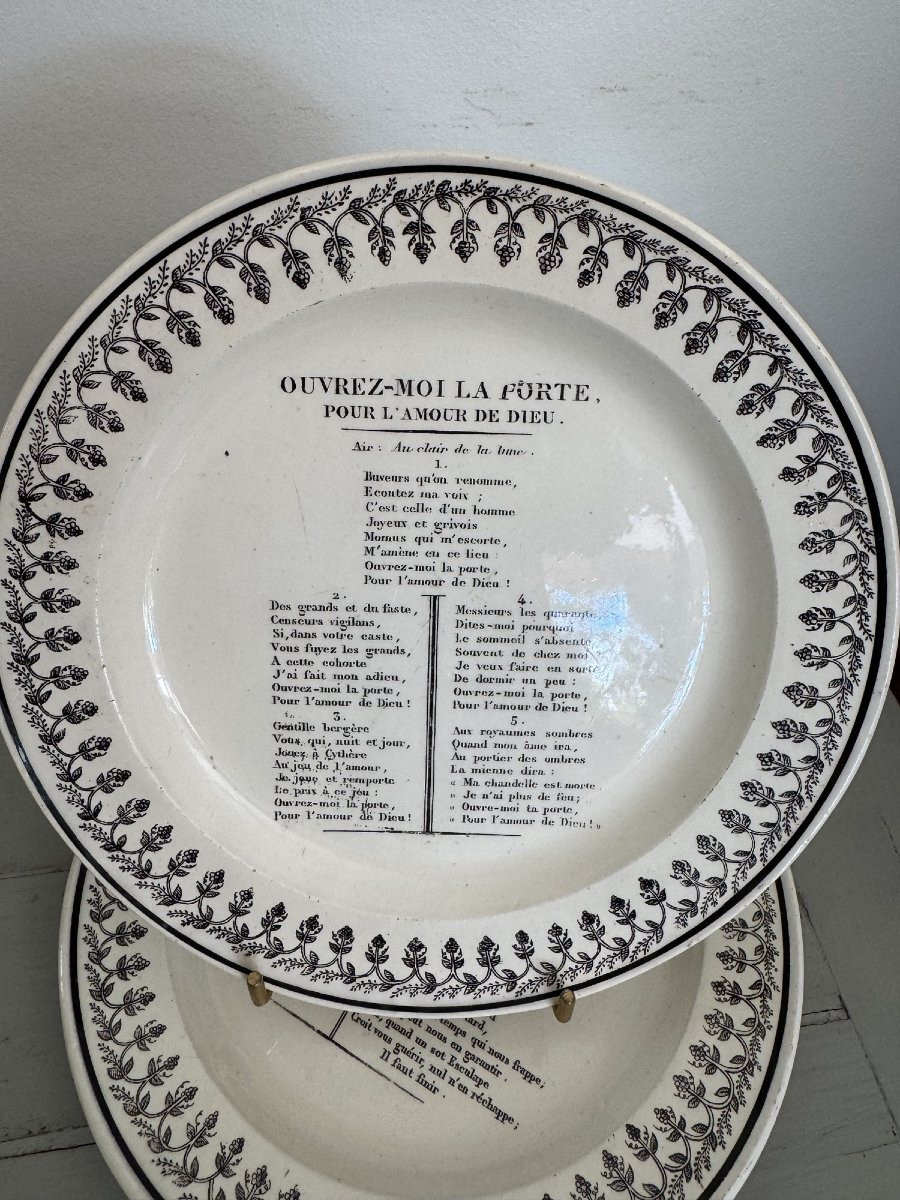 OUVREZ-MOI LA PORTE,
POUR L'AMOUR DE DIEU.
Air : Au clair de la lune.
1.
Buveurs qu'on renomme,
Ecoutez ma voix ;
C'est celle d'un homme
Joyeux et grivois
Momus qui m'escorte,
M'amène en ce lieu :
Ouvrez-moi la porte,
Pour l'amour de Dieu !
2.
Des grands et du faste,
Censeurs vigilans,
Si, dans votre caste,
Vous fuyez les grands,
A cette cohorte
J'ai fait mon adieu,
Ouvrez-moi la porte,
Pour l'amour de Dieu !
3.
Gentille bergère
Vous, qui, nuit et jour,
Jouez à Cythère
Au jeu de l'amour,
Je joue et remporte
Le prix à ce jeu :
Ouvrez-moi la porte,
Pour l'amour de Dieu !
4.
Messieurs les quarante,
Dites-moi pourquoi
Le sommeil s'absente
Souvent de chez moi,
Je veux faire en sorte
De dormir un peu :
Ouvrez-moi la porte,
Pour l'amour de Dieu !
5.
Aux royaumes sombres
Quand mon âme ira,
Au portier des ombres
La mienne dira :
« Ma chandelle est morte
« Je n'ai plus de feu ;
« Ouvre-moi ta porte,
« Pour l'amour de Dieu ! »
temps qui nous frappe ;
nous en garantir .
, quand un sot Esculape
Croit vous guérir, nul n'en réchappe ;
Il faut finir .